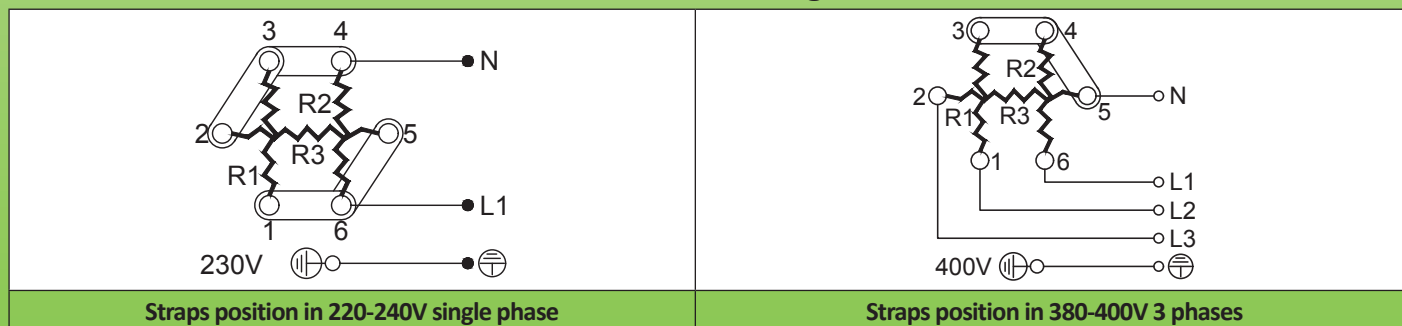 3 4
N
R2
2 5
R3
R1
L1
1 6
230V
Straps position in 220-240V single phase
3 4
R2
2 N
5
R1 R3
1 6
L1
L2
L3
400V
Straps position in 380-400V 3 phases